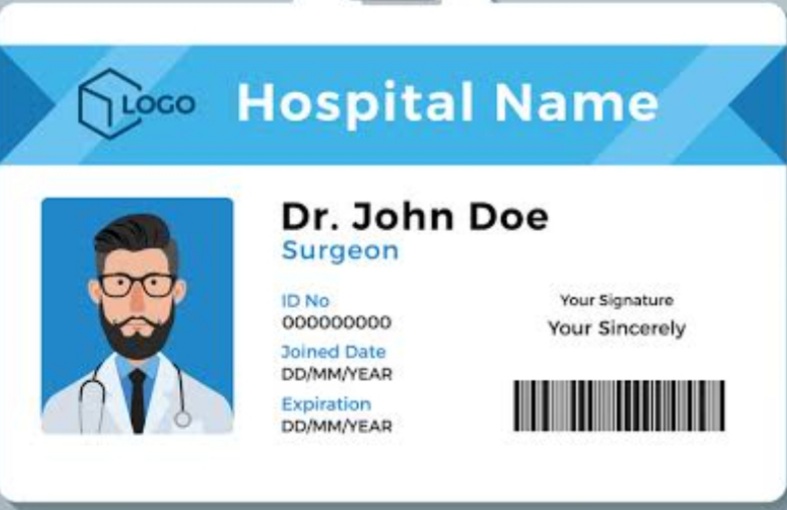 LOGO
Hospital Name
Dr. John Doe
Surgeon
ID No
000000000
Joined Date
DD/MM/YEAR
Expiration
DD/MM/YEAR
Your Signature
Your Sincerely